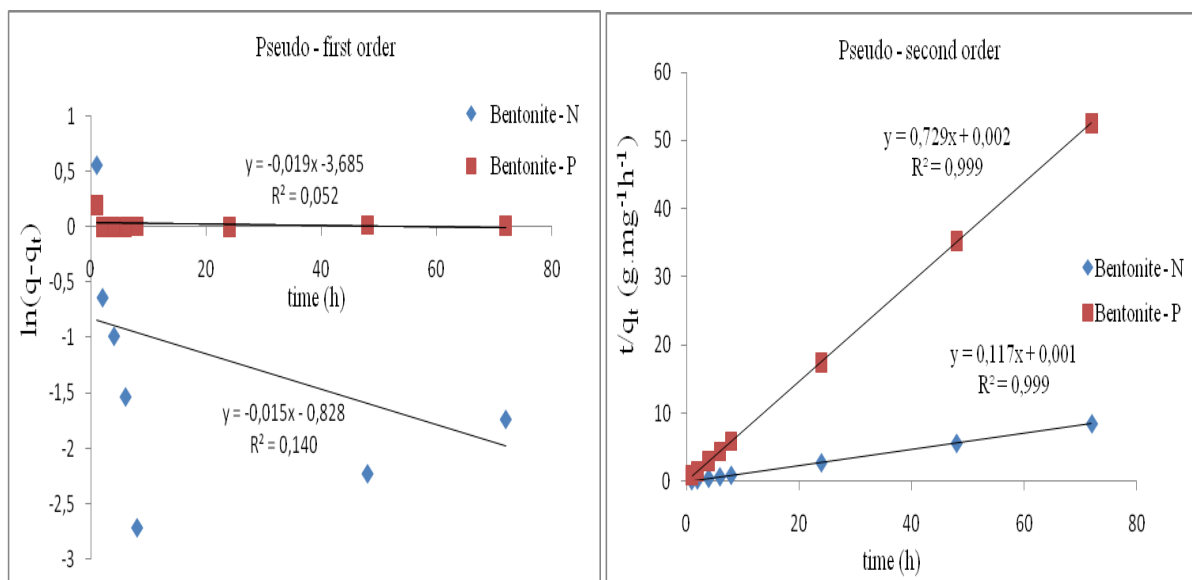 Pseudo - first order
1
0,5
0
-0,5
-1
-1,5
-2
-2,5
-3
0
20
40
60
80
ln(q-qₜ)
time (h)
Bentonite - N
Bentonite - P
y = -0,019x -3,685
R² = 0,052
y = -0,015x - 0,828
R² = 0,140
Pseudo - second order
60
50
40
30
20
10
0
0
20
40
60
80
t/qₜ (g.mg⁻¹h⁻¹)
time (h)
y = 0,729x + 0,002
R² = 0,999
Bentonite - N
Bentonite - P
y = 0,117x + 0,001
R² = 0,999